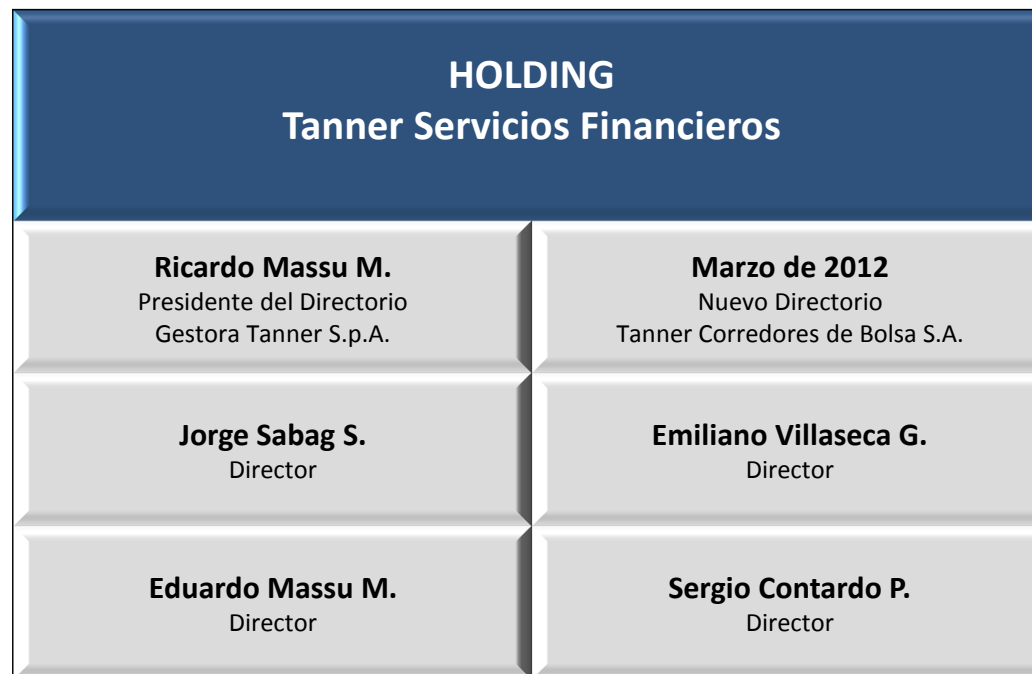 HOLDING
Tanner Servicios Financieros
Ricardo Massu M.
Presidente del Directorio
Gestora Tanner S.p.A.
Marzo de 2012
Nuevo Directorio
Tanner Corredores de Bolsa S.A.
Jorge Sabag S.
Director
Emiliano Villaseca G.
Director
Eduardo Massu M.
Director
Sergio Contardo P.
Director